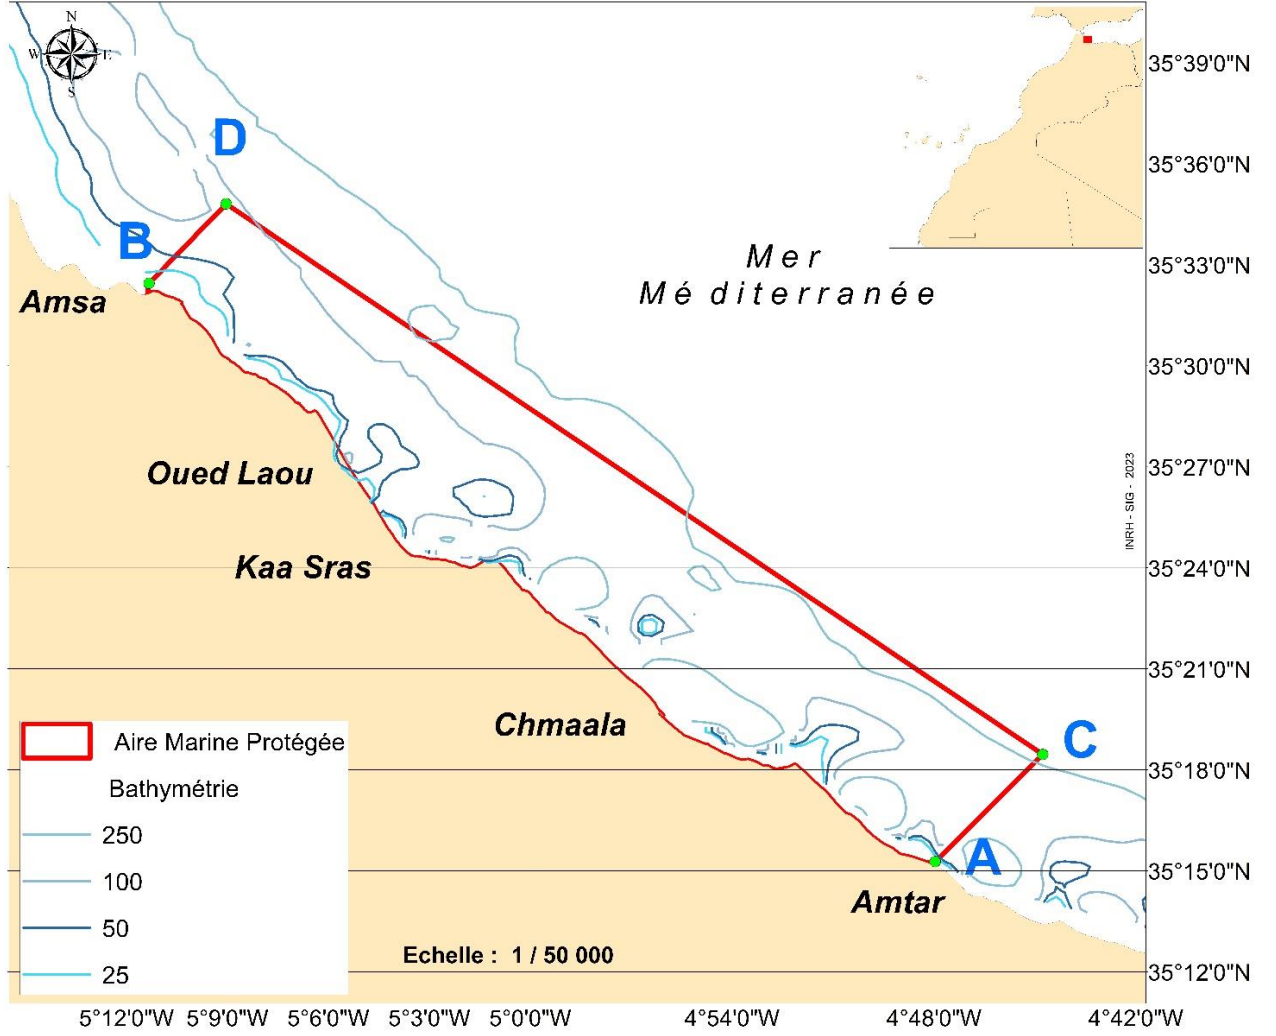 N
W E
S
D
B
Amsa
Mer
Mé diterranée
Oued Laou
Kaa Sras
Chmaala
C
A
Amtar
Aire Marine Protégée
Bathymétrie
250
100
50
25
Echelle : 1 / 50 000
INRH - SIG - 2023
35°39'0"N
35°36'0"N
35°33'0"N
35°30'0"N
35°27'0"N
35°24'0"N
35°21'0"N
35°18'0"N
35°15'0"N
35°12'0"N
5°12'0"W 5°9'0"W 5°6'0"W 5°3'0"W 5°0'0"W 4°54'0"W 4°48'0"W 4°42'0"W